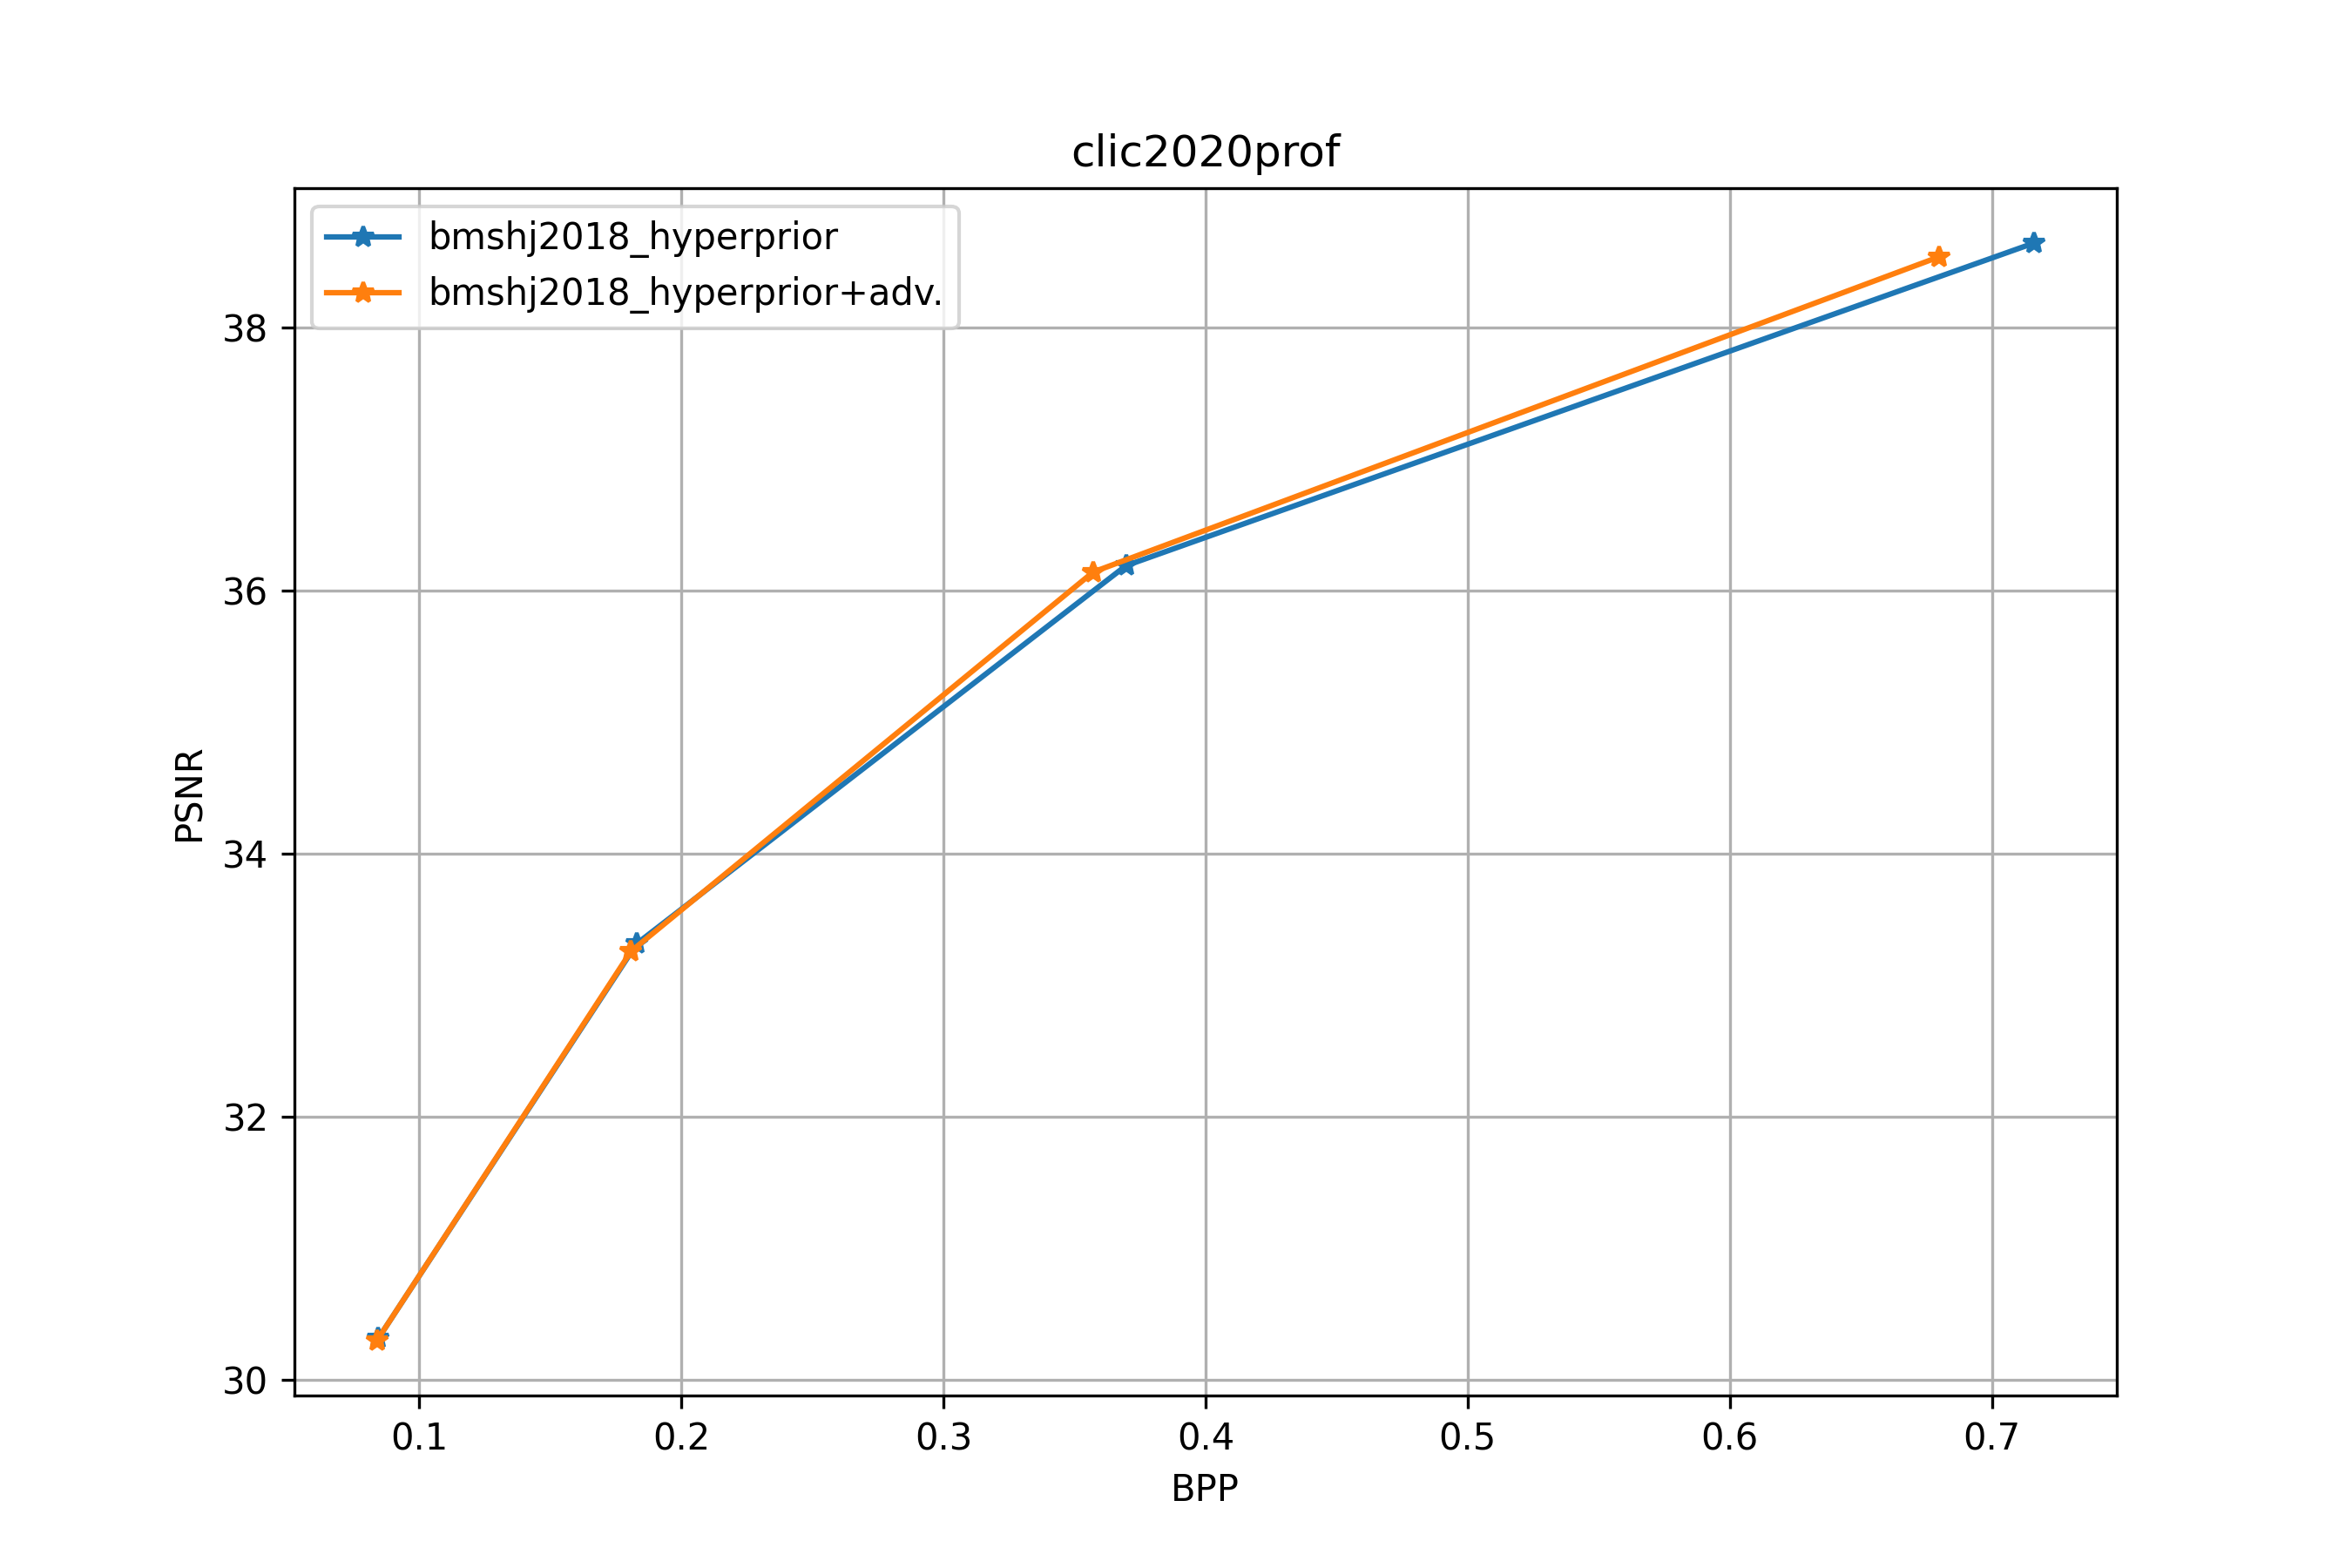 clic2020prof
bmshj2018_hyperprior
bmshj2018_hyperprior+adv.
38
36
34
32
30
PSNR
0.1 0.2 0.3 0.4 0.5 0.6 0.7
BPP